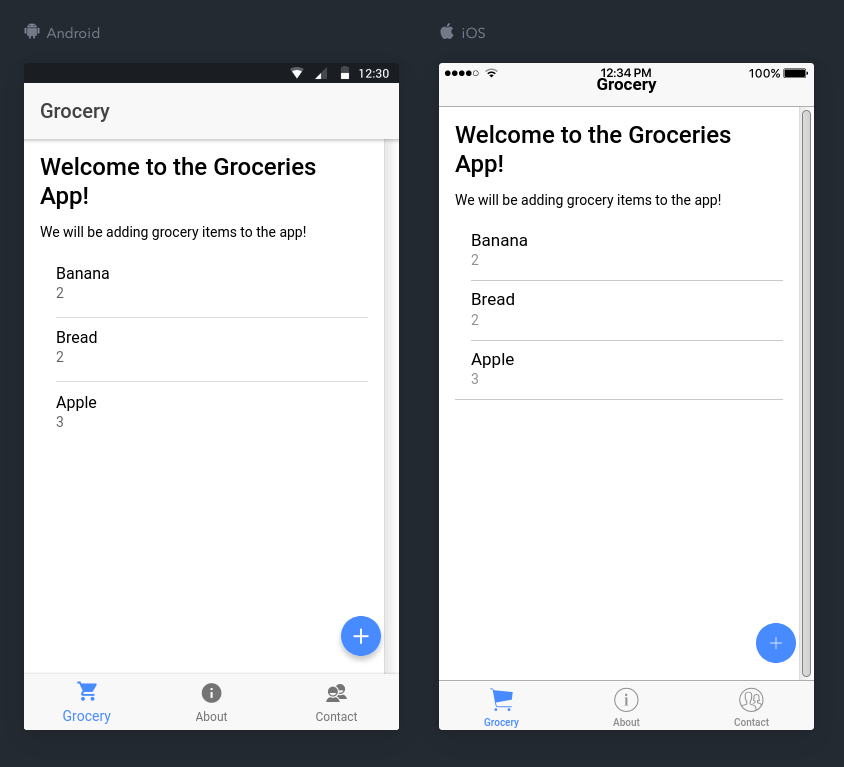 Android
12:30
Grocery
Welcome to the Groceries
App!
We will be adding grocery items to the app!
Banana
2
Bread
2
Apple
3
Grocery
About
Contact
iOS
12:34 PM
100%
Grocery
Welcome to the Groceries
App!
We will be adding grocery items to the app!
Banana
2
Bread
2
Apple
3
Grocery
About
Contact